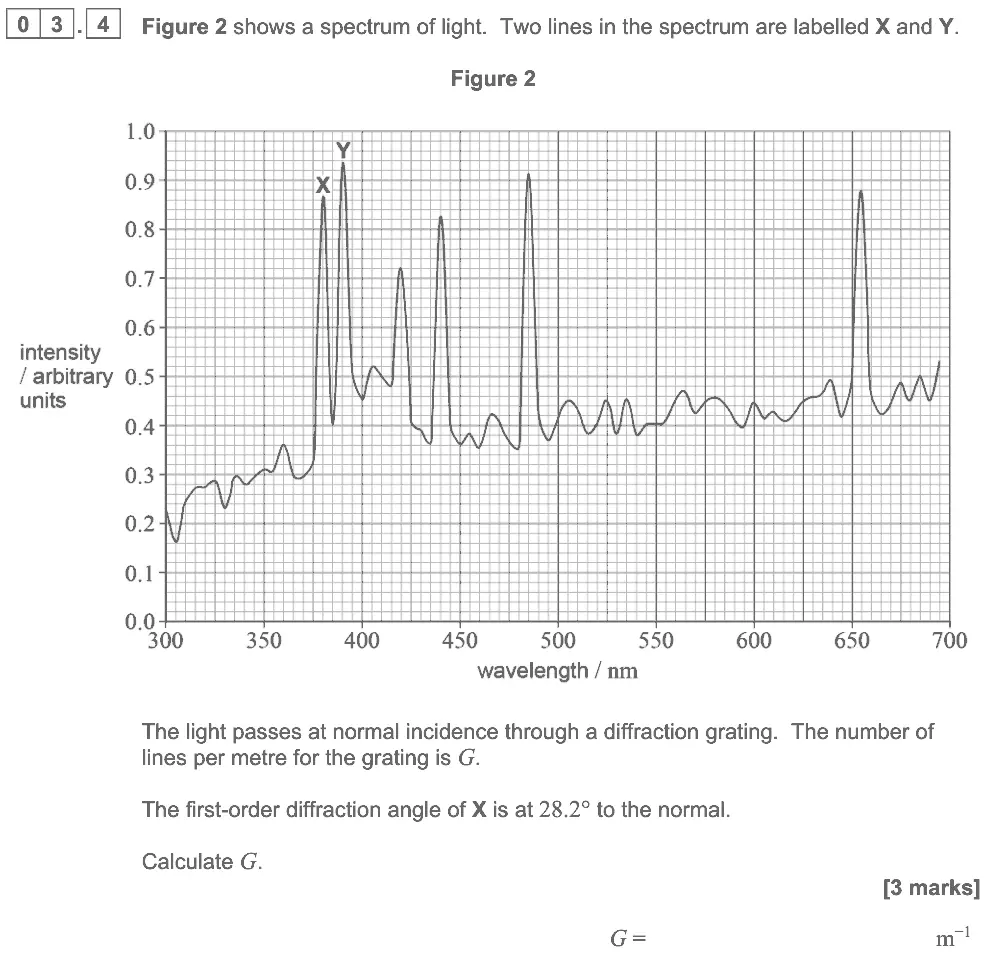 0 3 . 4 Figure 2 shows a spectrum of light. Two lines in the spectrum are labelled X and Y.
Figure 2
1.0
Y
0.9
X
0.8
0.7
0.6
intensity
/ arbitrary
units
0.5
0.4
0.3
0.2
0.1
0.0
300 350 400 450 500 550 600 650 700
wavelength / nm
The light passes at normal incidence through a diffraction grating. The number of
lines per metre for the grating is G.
The first-order diffraction angle of X is at 28.2° to the normal.
Calculate G.
[3 marks]
G = m⁻¹